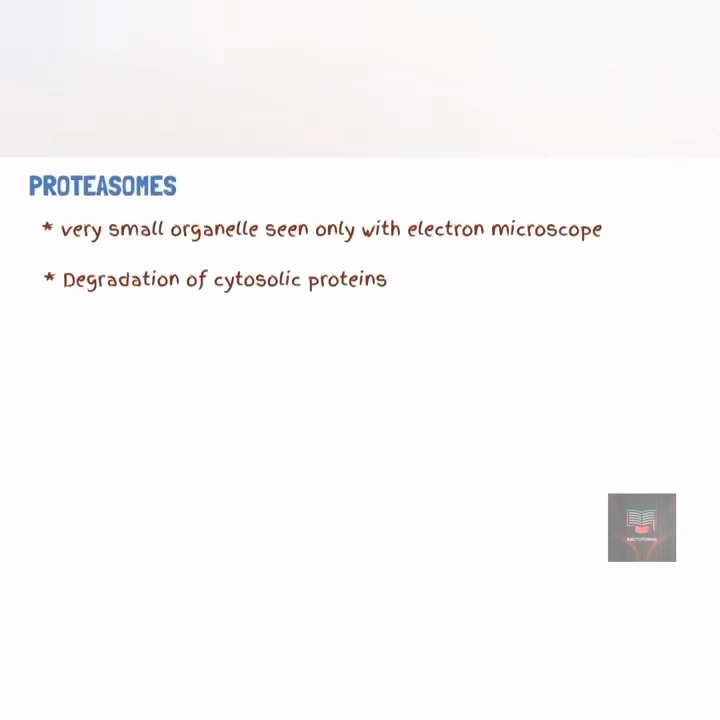 PROTEASOMES
* very small organelle seen only with electron microscope
* Degradation of cytosolic proteins